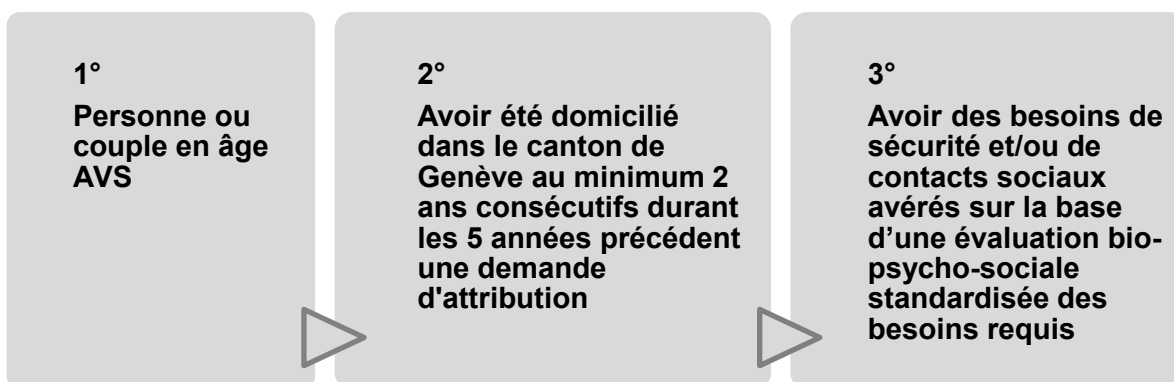 1°
Personne ou
couple en âge
AVS
2°
Avoir été domicilié
dans le canton de
Genève au minimum 2
ans consécutifs durant
les 5 années précédent
une demande
d'attribution
3°
Avoir des besoins de
sécurité et/ou de
contacts sociaux
avérés sur la base
d’une évaluation bio-
psycho-sociale
standardisée des
besoins requis